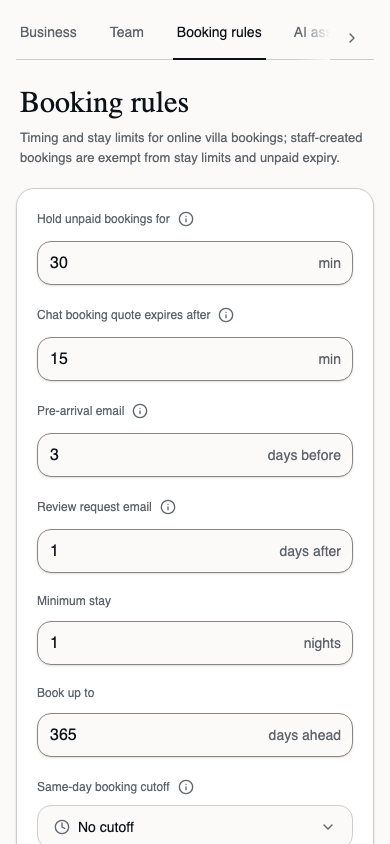 Business Team Booking rules AI
Booking rules
Timing and stay limits for online villa bookings; staff-created
bookings are exempt from stay limits and unpaid expiry.
Hold unpaid bookings for
30 min
Chat booking quote expires after
15 min
Pre-arrival email
3 days before
Review request email
1 days after
Minimum stay
1 nights
Book up to
365 days ahead
Same-day booking cutoff
No cutoff